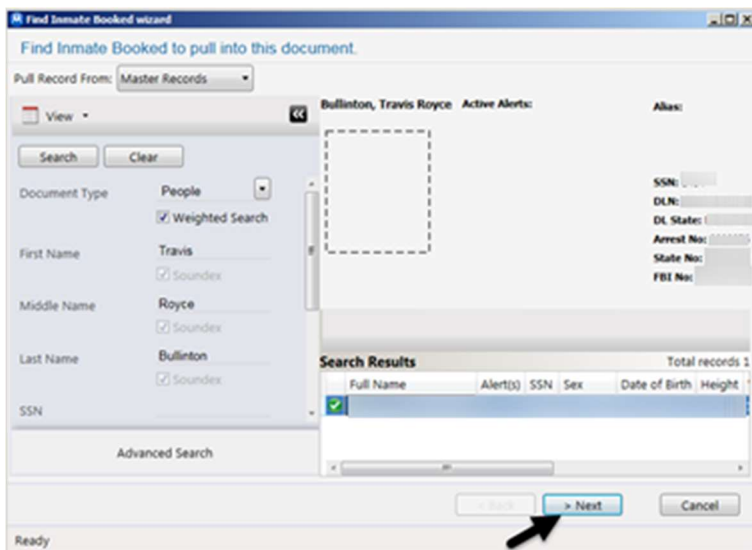 Find Inmate Booked wizard
Find Inmate Booked to pull into this document.
Pull Record From: Master Records
View
Search Clear
Document Type People
Weighted Search
First Name Travis
Soundex
Middle Name Royce
Soundex
Last Name Bullinton
Soundex
SSN
Advanced Search
Bullinton, Travis Royce Active Alerts: Alias:
SSN:
DLN:
DL State:
Arrest No:
State No:
FBI No:
Search Results Total records 1
Full Name Alert(s) SSN Sex Date of Birth Height
< Back > Next Cancel
Ready